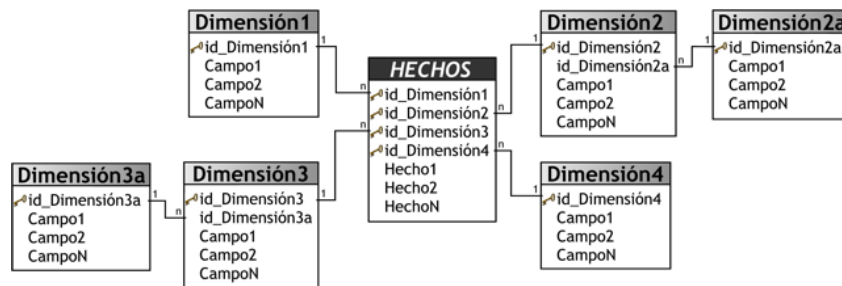 Dimensión1
id_Dimensión1
Campo1
Campo2
CampoN
1
n
HECHOS
id_Dimensión1
id_Dimensión2
id_Dimensión3
id_Dimensión4
Hecho1
Hecho2
HechoN
n
n
n
Dimensión2
id_Dimensión2
id_Dimensión2a
Campo1
Campo2
CampoN
1
n
Dimensión2a
id_Dimensión2a
Campo1
Campo2
CampoN
1
Dimensión3a
id_Dimensión3a
Campo1
Campo2
CampoN
1
n
Dimensión3
id_Dimensión3
id_Dimensión3a
Campo1
Campo2
CampoN
1
Dimensión4
id_Dimensión4
Campo1
Campo2
CampoN
1